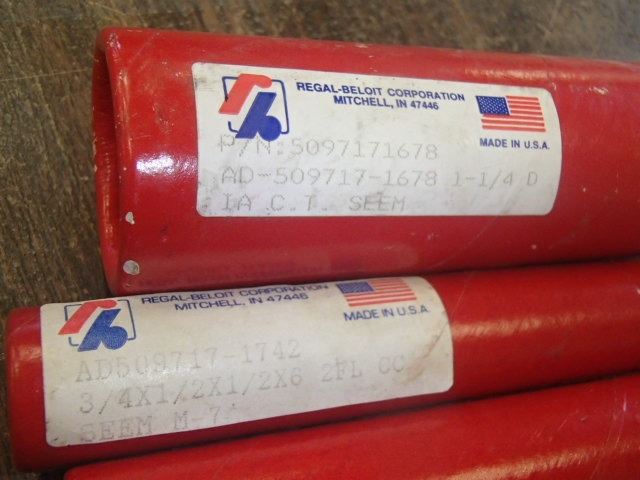 REGAL-BELOIT CORPORATION
MITCHELL, IN 47446
MADE IN U.S.A.
P/N:5097171678
AD-509717-1678 1-1/4 D
IA C.T. SEEM
REGAL-BELOIT CORPORATION
MITCHELL, IN 47446
MADE IN U.S.A.
AD509717-1742
3/4X1/2X1/2X6 2FL CC
SEEM M-7